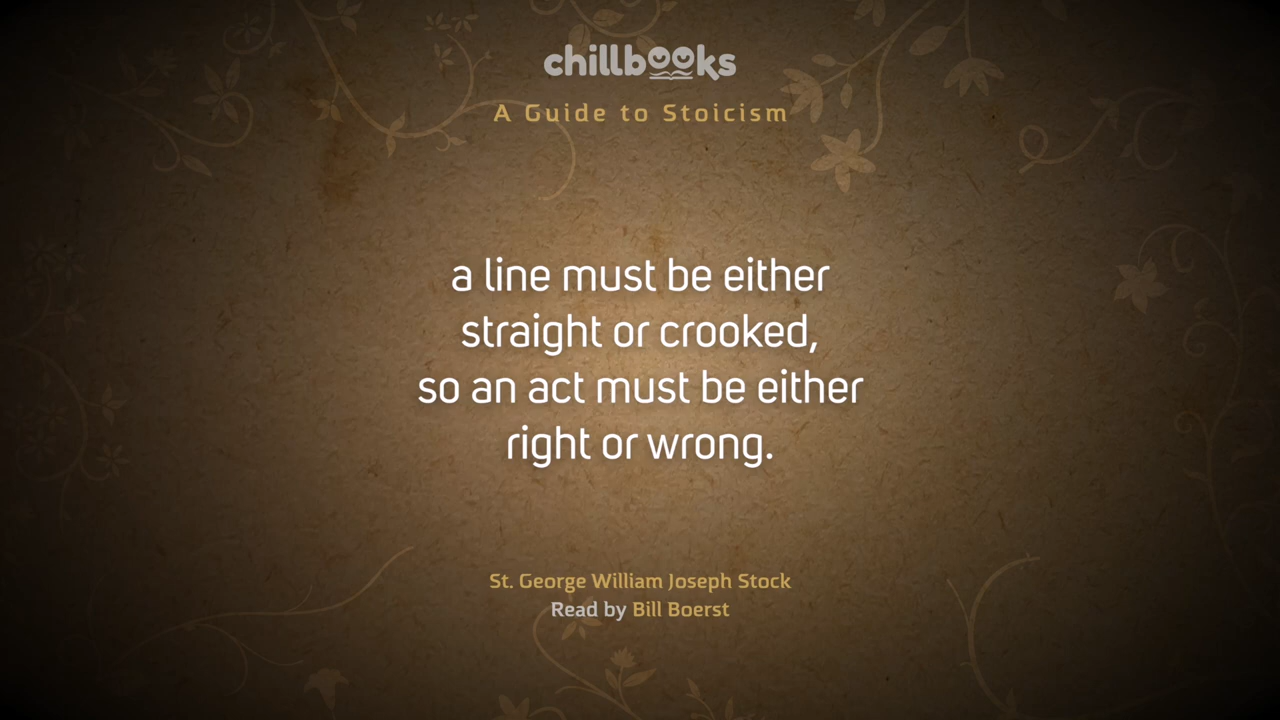 chillbooks
A Guide to Stoicism
a line must be either
straight or crooked,
so an act must be either
right or wrong.
St. George William Joseph Stock
Read by Bill Boerst